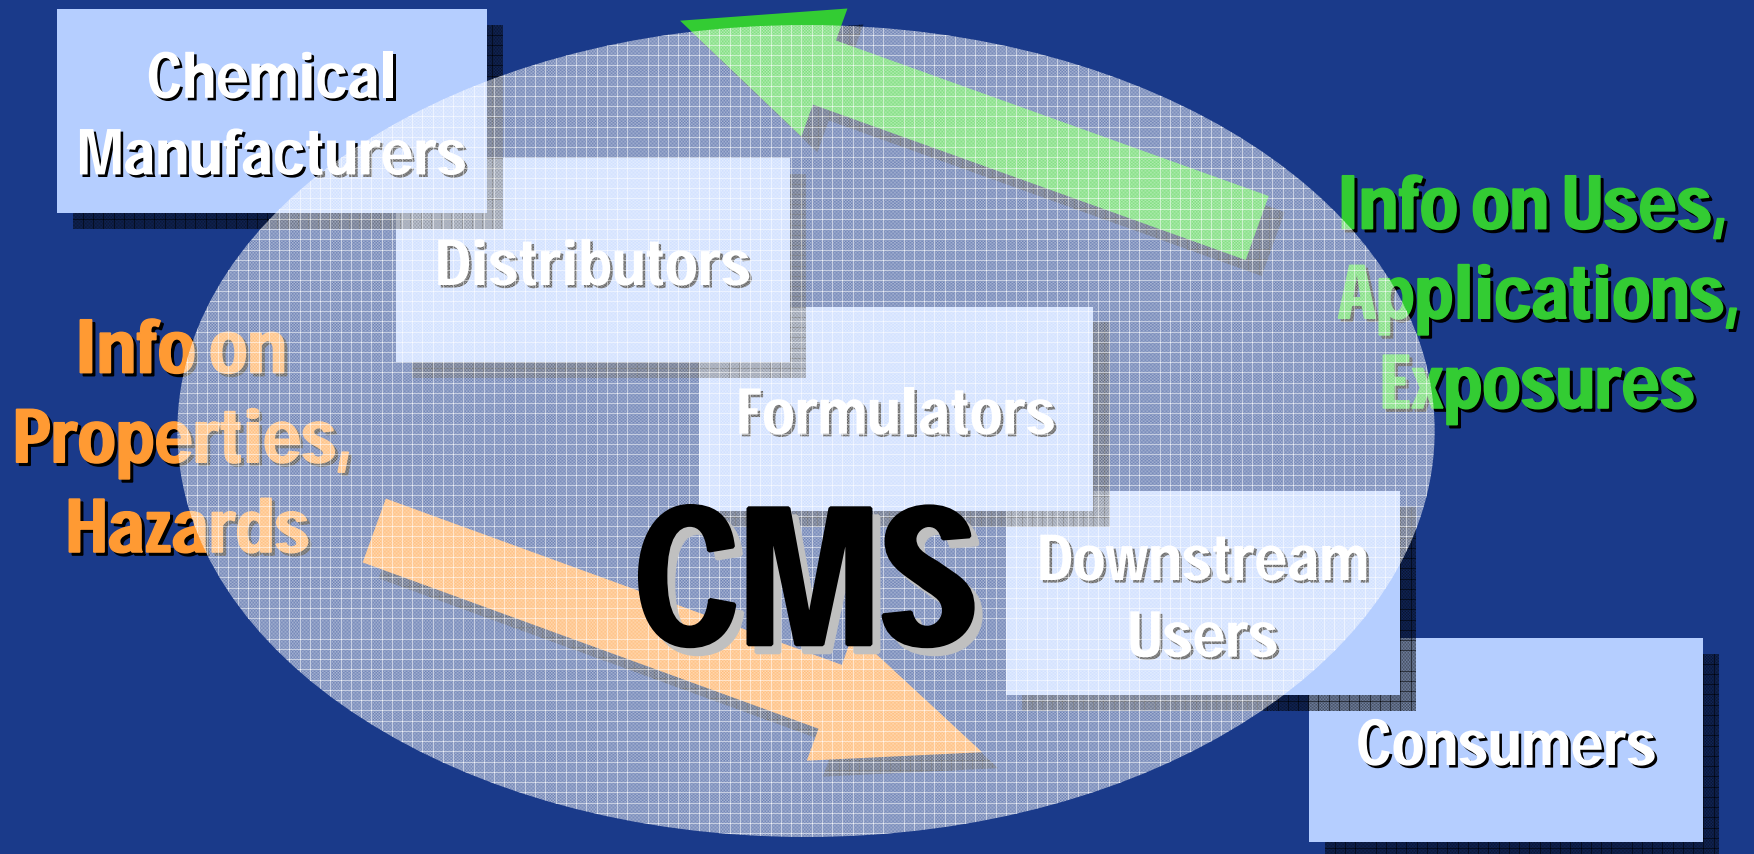 Chemical
Manufacturers
Distributors
Info on Uses,
Applications,
Exposures
Info on
Properties,
Hazards
Formulators
CMS
Downstream
Users
Consumers